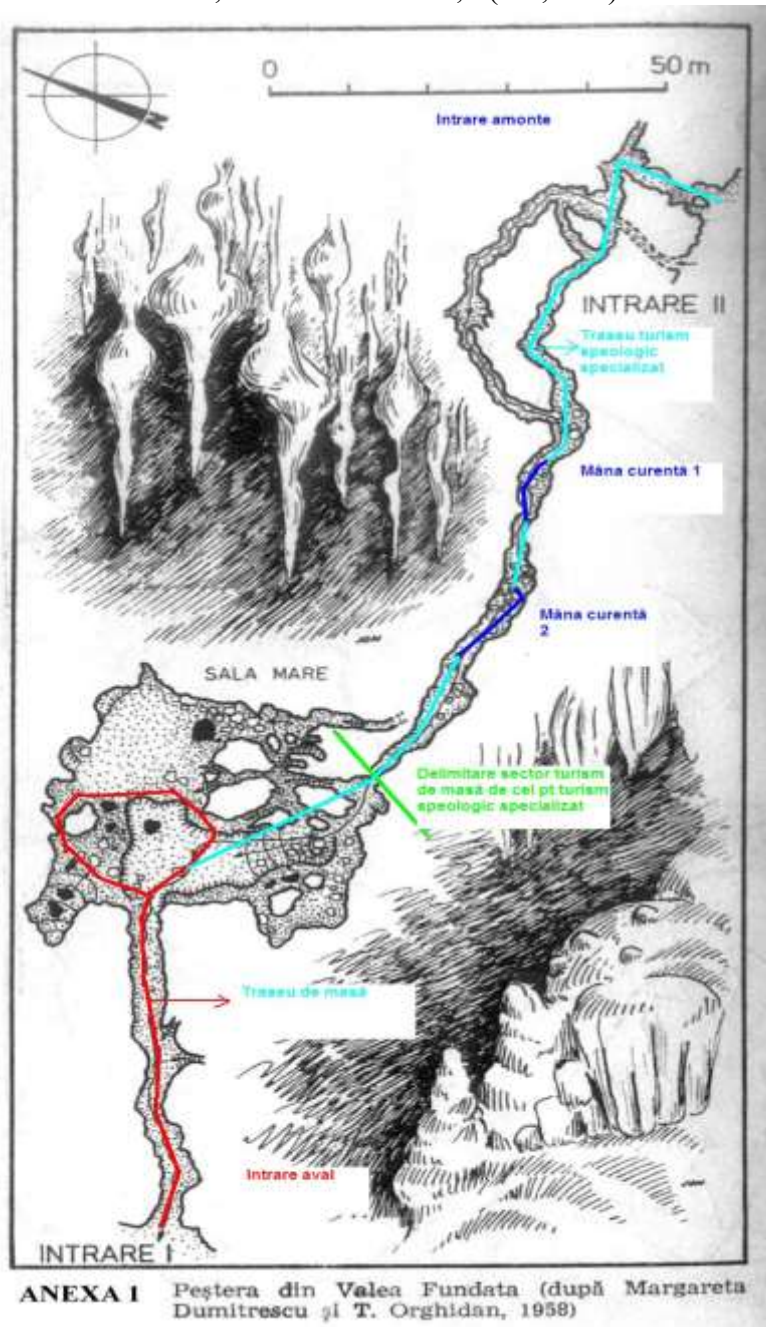 0 50 m
Intrare amonte
INTRARE II
Traseu turism
speologic
specializat
Mâna curentă 1
Mâna curentă
2
SALA MARE
Delimitare sector turism
de masă de cel pt turism
speologic specializat
Traseu de masă
Intrare aval
INTRARE I
ANEXA 1 Peștera din Valea Fundata (după Margareta
Dumitrescu și T. Orghidan, 1958)